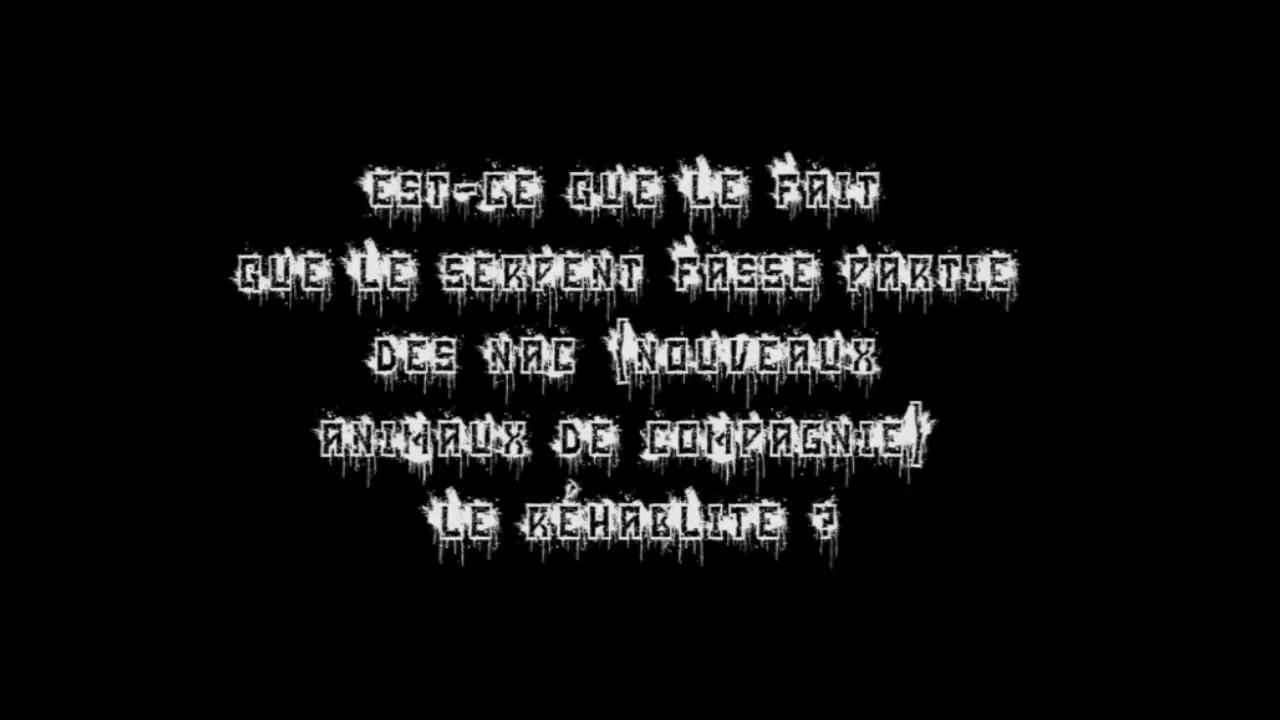 EST-CE QUE LE FAIT
QUE LE SERPENT FASSE PARTIE
DES NAC (NOUVEAUX
ANIMAUX DE COMPAGNIE)
LE RÉHABLITE ?